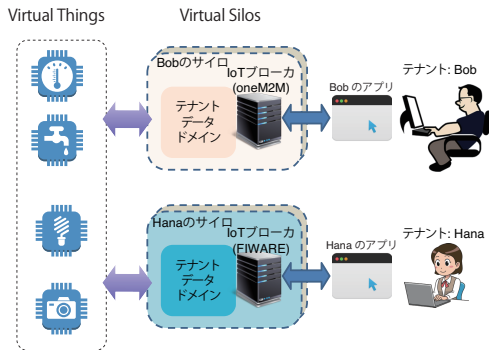 Virtual Things
Virtual Silos
Bobのサイロ
IoTブローカ
(oneM2M)
テナント
データ
ドメイン
Bob のアプリ
テナント: Bob
Hanaのサイロ
IoTブローカ
(FIWARE)
テナント
データ
ドメイン
Hana のアプリ
テナント: Hana